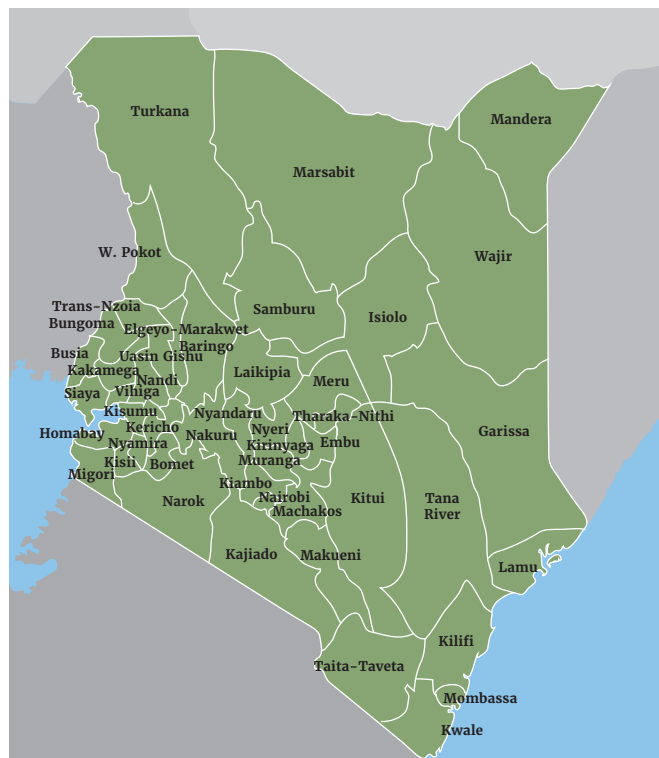 Turkana
Mandera
Marsabit
W. Pokot
Wajir
Trans-Nzoia
Samburu
Isiolo
Bungoma
Elgeyo-Marakwet
Baringo
Busia
Uasin Gishu
Kakamega
Laikipia
Nandi
Meru
Siaya
Vihiga
Kisumu
Nyandaru
Tharaka-Nithi
Kericho
Nyeri
Garissa
Homabay
Nakuru
Nyamira
Kirinyaga
Embu
Kisii
Bomet
Muranga
Migori
Kiambo
Narok
Nairobi
Kitui
Tana
River
Machakos
Kajiado
Makueni
Lamu
Kilifi
Taita-Taveta
Mombassa
Kwale